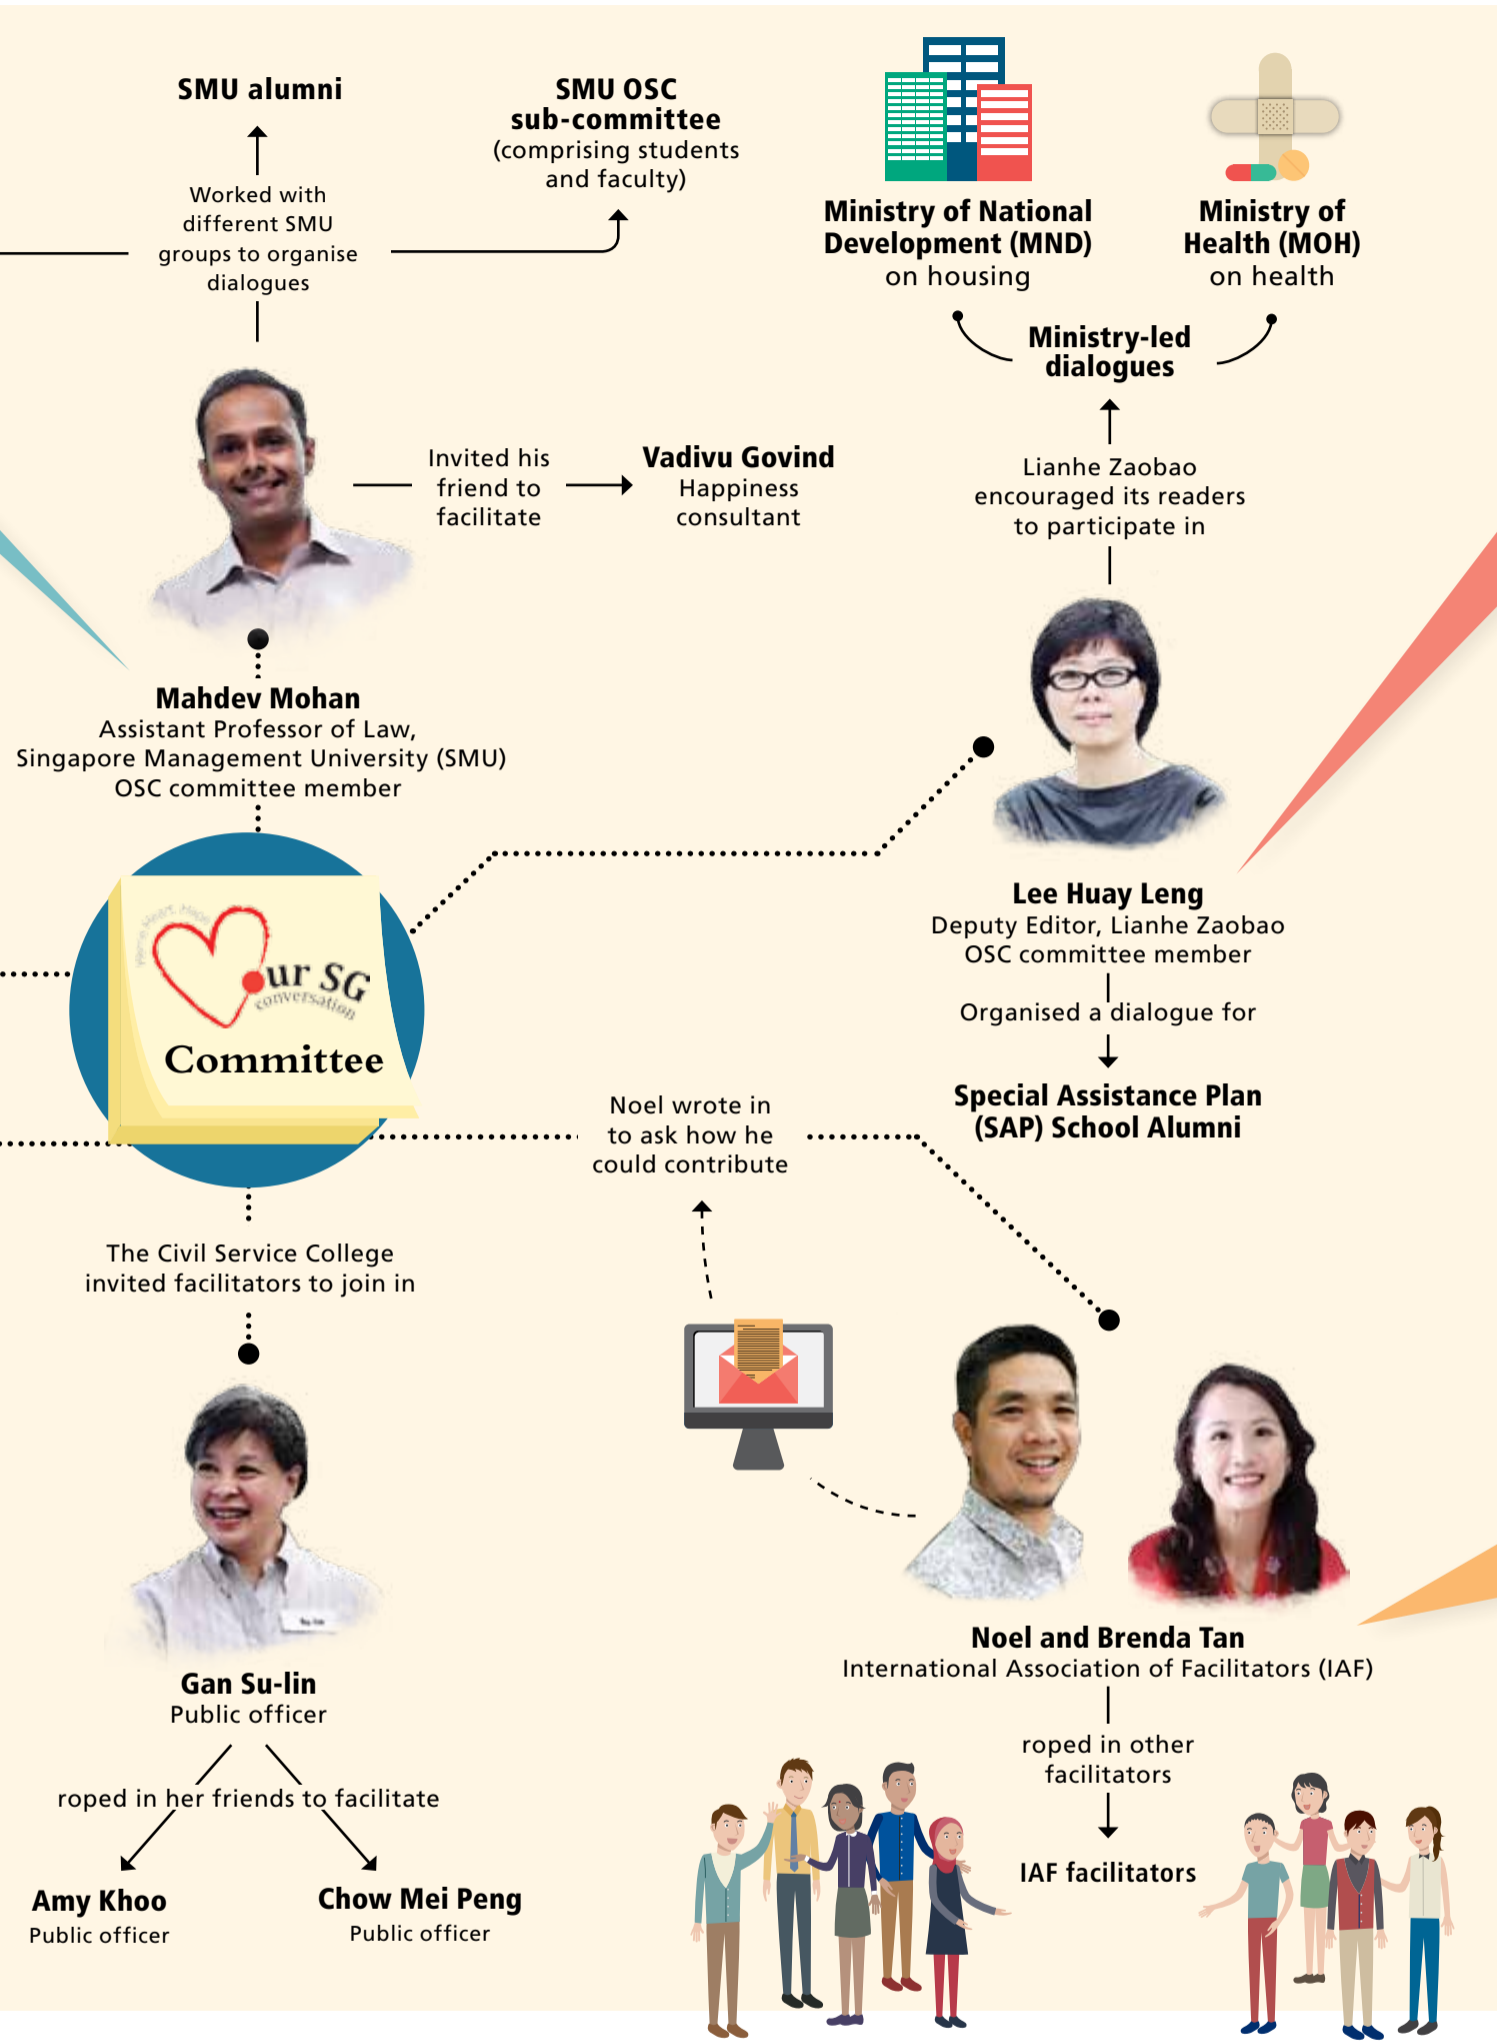 SMU alumni
Worked with
different SMU
groups to organise
dialogues
SMU OSC
sub-committee
(comprising students
and faculty)
Ministry of National
Development (MND)
on housing
Ministry of
Health (MOH)
on health
Ministry-led
dialogues
Lianhe Zaobao
encouraged its readers
to participate in
Invited his
friend to
facilitate
Vadivu Govind
Happiness
consultant
Mahdev Mohan
Assistant Professor of Law,
Singapore Management University (SMU)
OSC committee member
Lee Huay Leng
Deputy Editor, Lianhe Zaobao
OSC committee member
Organised a dialogue for
Special Assistance Plan
(SAP) School Alumni
Home. Heart. Hope.
Our SG
conversation
Committee
Noel wrote in
to ask how he
could contribute
The Civil Service College
invited facilitators to join in
Gan Su-lin
Public officer
roped in her friends to facilitate
Amy Khoo
Public officer
Chow Mei Peng
Public officer
Noel and Brenda Tan
International Association of Facilitators (IAF)
roped in other
facilitators
IAF facilitators